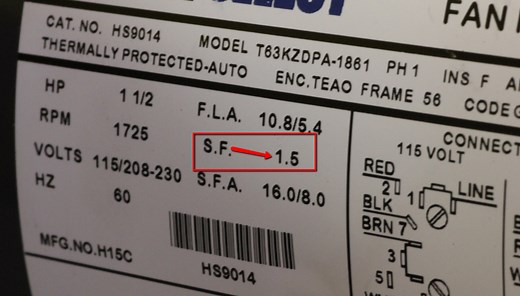 FAN
CAT. NO. HS9014 MODEL T63KZDPA-1861 PH 1 INS F
THERMALLY PROTECTED-AUTO ENC.TEAO FRAME 56 CODE
HP 1 1/2 F.L.A. 10.8/5.4
RPM 1725 S.F. 1.5
VOLTS 115/208-230 S.F.A. 16.0/8.0
HZ 60
MFG.NO.H15C
HS9014
CONNECT
115 VOLT
RED
2 1 LINE
BLK
BRN 7
3
5